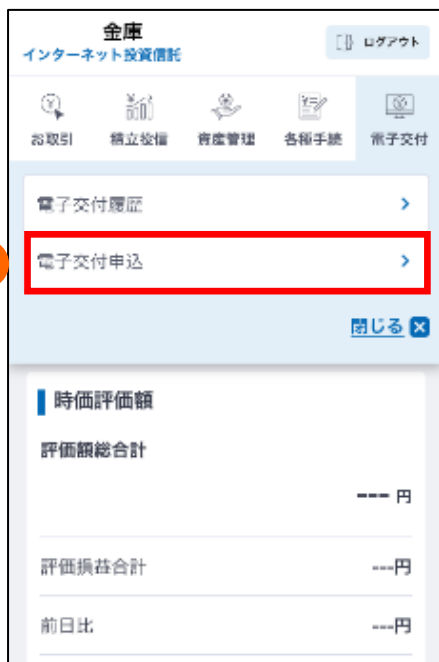 金庫
インターネット投資信託
ログアウト
お取引 積立投信 資産管理 各種手続 電子交付
電子交付履歴
電子交付申込
閉じる
時価評価額
評価額総合計
--- 円
評価損益合計 ---円
前日比 ---円